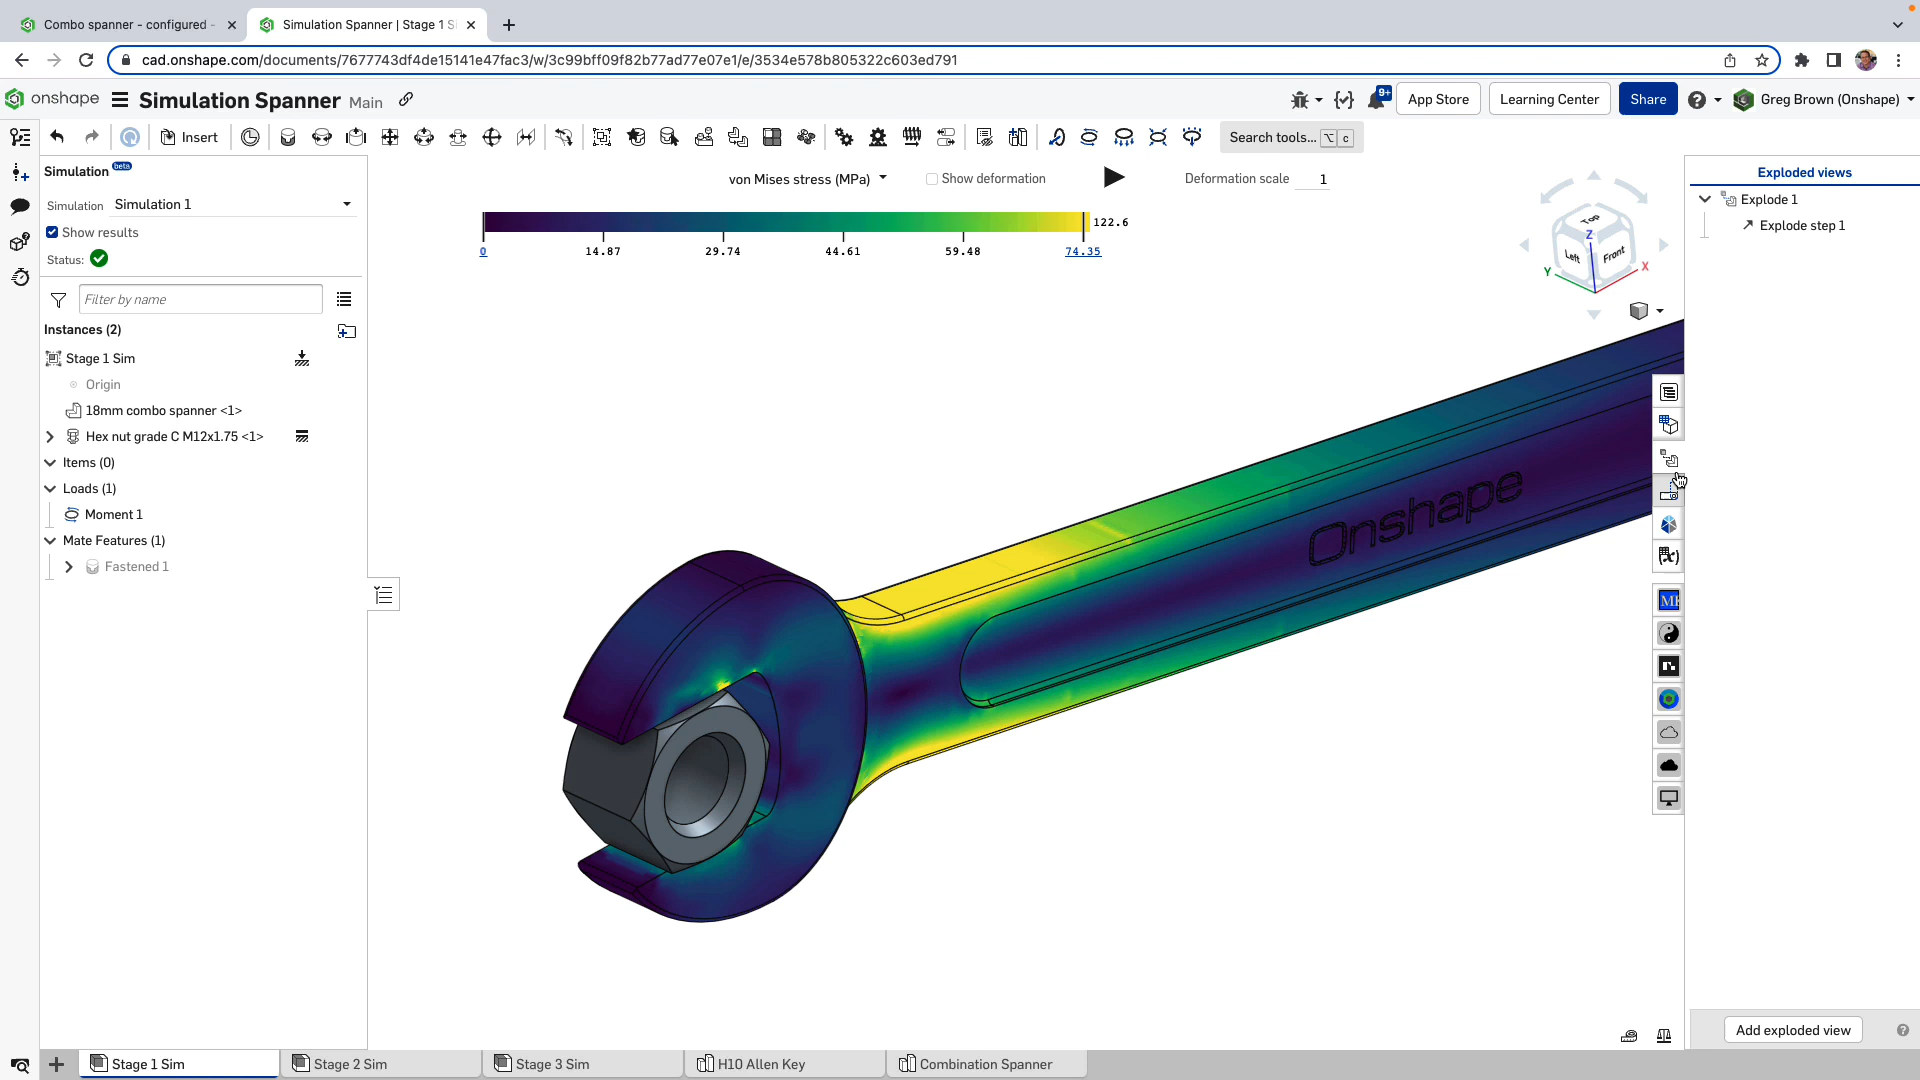 Combo spanner - configured -
Simulation Spanner | Stage 1 S
cad.onshape.com/documents/7677743df4de15141e47fac3/w/3c99bff09f82b77ad77e07e1/e/3534e578b805322c603ed791
onshape
Simulation Spanner Main
9+
App Store
Learning Center
Share
Greg Brown (Onshape)
Insert
Search tools... ⌥ c
Simulation beta
Simulation Simulation 1
Show results
Status:
Filter by name
Instances (2)
Stage 1 Sim
Origin
18mm combo spanner <1>
Hex nut grade C M12x1.75 <1>
Items (0)
Loads (1)
Moment 1
Mate Features (1)
Fastened 1
von Mises stress (MPa)
Show deformation
Deformation scale 1
122.6
0 14.87 29.74 44.61 59.48 74.35
Top
Z
Left Front
Y X
Onshape
Exploded views
Explode 1
Explode step 1
(x)
Add exploded view
Stage 1 Sim
Stage 2 Sim
Stage 3 Sim
H10 Allen Key
Combination Spanner